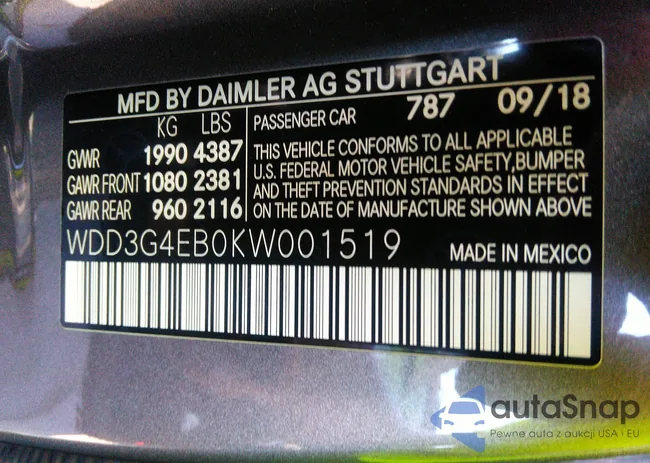 MFD BY DAIMLER AG STUTTGART
KG LBS
GVWR 1990 4387
GAWR FRONT 1080 2381
GAWR REAR 960 2116
PASSENGER CAR 787 09/18
THIS VEHICLE CONFORMS TO ALL APPLICABLE
U.S. FEDERAL MOTOR VEHICLE SAFETY,BUMPER
AND THEFT PREVENTION STANDARDS IN EFFECT
ON THE DATE OF MANUFACTURE SHOWN ABOVE
WDD3G4EB0KW001519
MADE IN MEXICO
autaSnap
Pewne auta z aukcji USA · EU